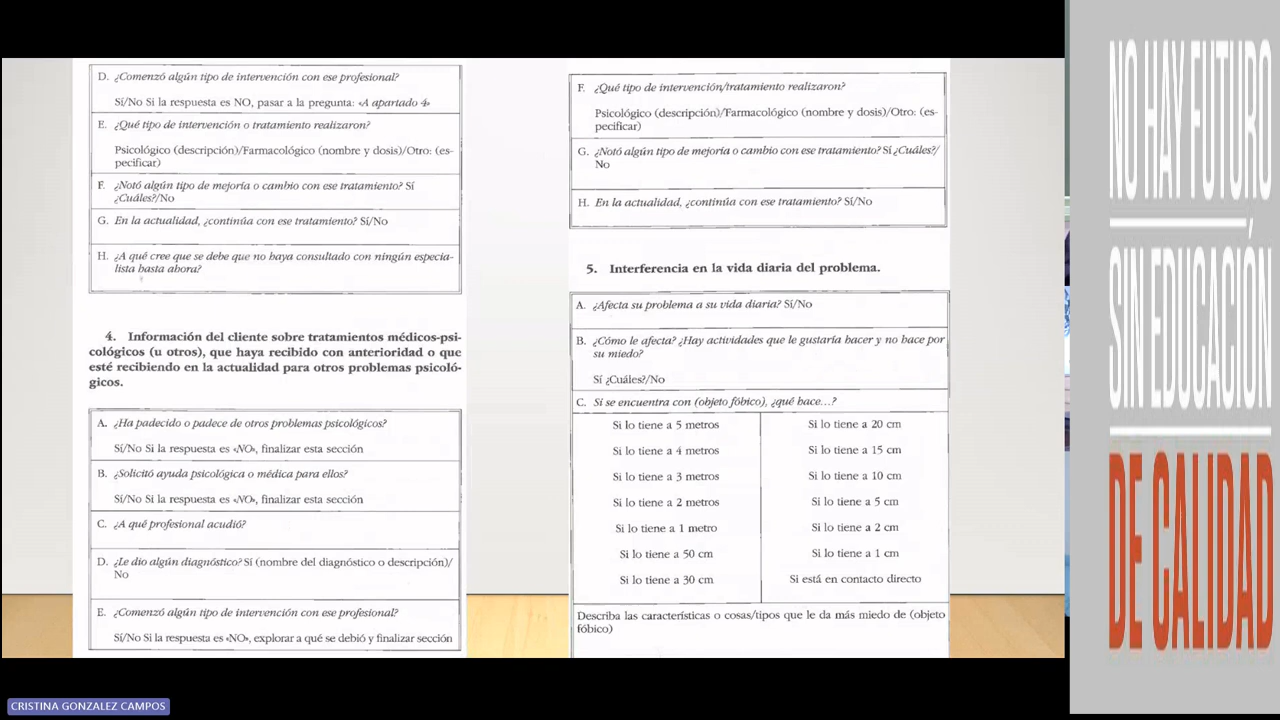 D. ¿Comenzó algún tipo de intervención con ese profesional?
Sí/No Si la respuesta es NO, pasar a la pregunta: «A apartado 4»
E. ¿Qué tipo de intervención o tratamiento realizaron?
Psicológico (descripción)/Farmacológico (nombre y dosis)/Otro: (es-
pecificar)
F. ¿Notó algún tipo de mejoría o cambio con ese tratamiento? Sí
¿Cuáles?/No
G. En la actualidad, ¿continúa con ese tratamiento? Sí/No
H. ¿A qué cree que se debe que no haya consultado con ningún especia-
lista hasta ahora?
4. Información del cliente sobre tratamientos médicos-psi-
cológicos (u otros), que haya recibido con anterioridad o que
esté recibiendo en la actualidad para otros problemas psicoló-
gicos.
A. ¿Ha padecido o padece de otros problemas psicológicos?
Sí/No Si la respuesta es «NO», finalizar esta sección
B. ¿Solicitó ayuda psicológica o médica para ellos?
Sí/No Si la respuesta es «NO», finalizar esta sección
C. ¿A qué profesional acudió?
D. ¿Le dio algún diagnóstico? Sí (nombre del diagnóstico o descripción)/
No
E. ¿Comenzó algún tipo de intervención con ese profesional?
Sí/No Si la respuesta es «NO», explorar a qué se debió y finalizar sección
F. ¿Qué tipo de intervención/tratamiento realizaron?
Psicológico (descripción)/Farmacológico (nombre y dosis)/Otro: (es-
pecificar)
G. ¿Notó algún tipo de mejoría o cambio con ese tratamiento? Sí ¿Cuáles?/
No
H. En la actualidad, ¿continúa con ese tratamiento? Sí/No
5. Interferencia en la vida diaria del problema.
A. ¿Afecta su problema a su vida diaria? Sí/No
B. ¿Cómo le afecta? ¿Hay actividades que le gustaría hacer y no hace por
su miedo?
Sí ¿Cuáles?/No
C. Si se encuentra con (objeto fóbico), ¿qué hace...?
Si lo tiene a 5 metros
Si lo tiene a 4 metros
Si lo tiene a 3 metros
Si lo tiene a 2 metros
Si lo tiene a 1 metro
Si lo tiene a 50 cm
Si lo tiene a 30 cm
Si lo tiene a 20 cm
Si lo tiene a 15 cm
Si lo tiene a 10 cm
Si lo tiene a 5 cm
Si lo tiene a 2 cm
Si lo tiene a 1 cm
Si está en contacto directo
Describa las características o cosas/tipos que le da más miedo de (objeto
fóbico)
NO HAY FUTURO
SIN EDUCACIÓN
DE CALIDAD
CRISTINA GONZALEZ CAMPOS